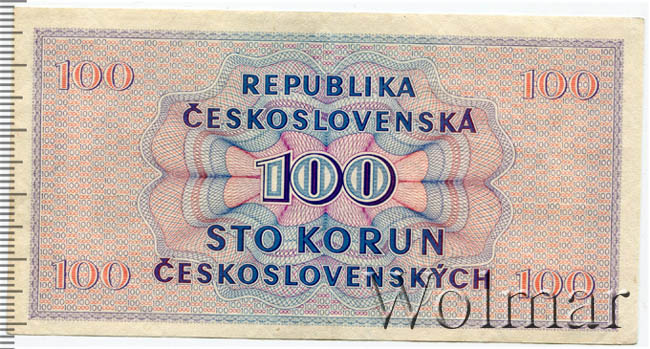 100 100
REPUBLIKA
ČESKOSLOVENSKÁ
100
STO KORUN
ČESKOSLOVENSKÝCH
100 100
Wolmar